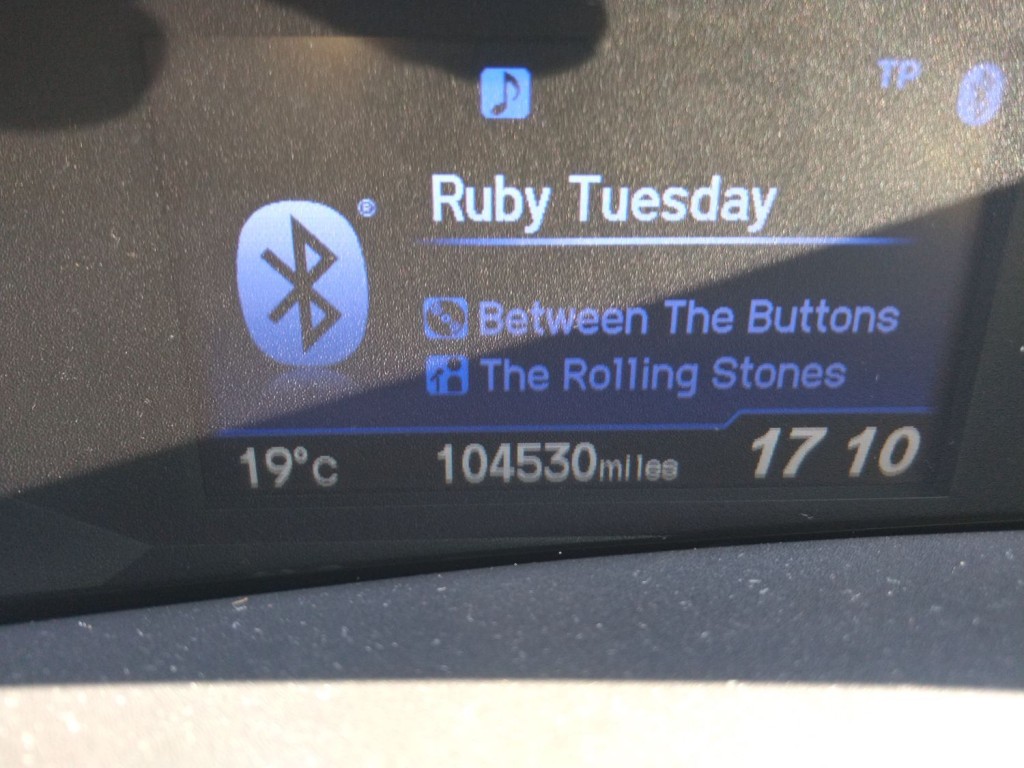 TP
®
Ruby Tuesday
Between The Buttons
The Rolling Stones
19°C 104530miles 17 10